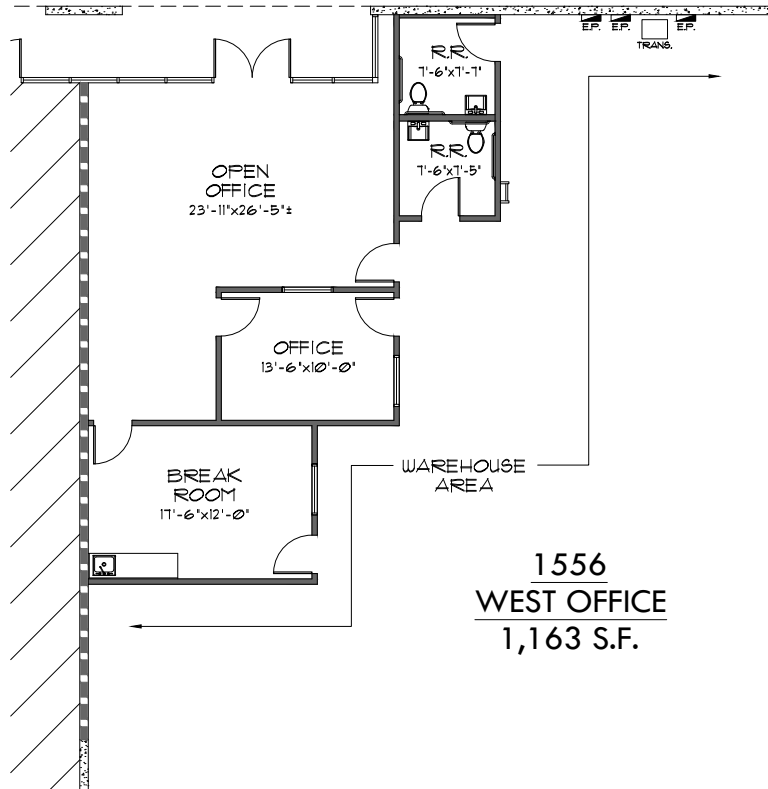 E.P.
E.P.
E.P.
TRANS.
R.R.
7'-6"x7'-7"
R.R.
7'-6"x7'-5"
OPEN
OFFICE
23'-11"x26'-5"±
OFFICE
13'-6"x10'-0"
BREAK
ROOM
17'-6"x12'-0"
WAREHOUSE
AREA
1556
WEST OFFICE
1,163 S.F.